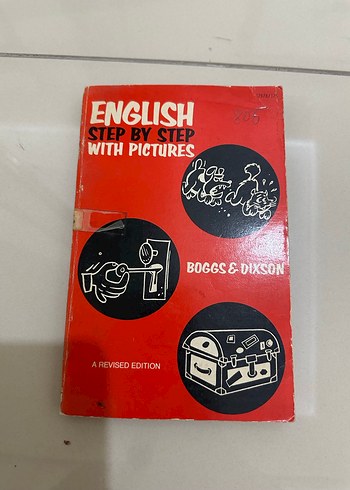 ENGLISH
STEP BY STEP
WITH PICTURES
BOGGS & DIXSON
A REVISED EDITION